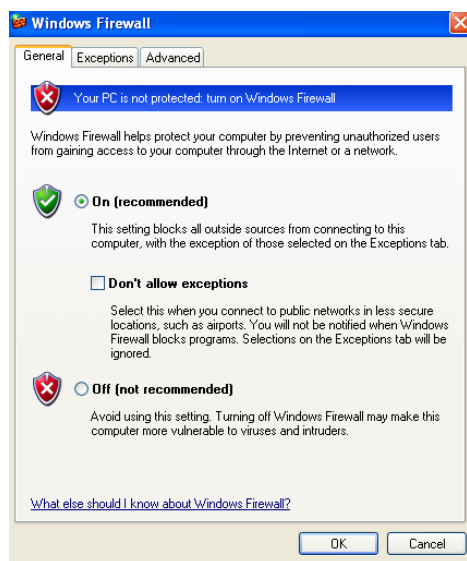 Windows Firewall
General Exceptions Advanced
Your PC is not protected: turn on Windows Firewall
Windows Firewall helps protect your computer by preventing unauthorized users
from gaining access to your computer through the Internet or a network.
On (recommended)
This setting blocks all outside sources from connecting to this
computer, with the exception of those selected on the Exceptions tab.
Don't allow exceptions
Select this when you connect to public networks in less secure
locations, such as airports. You will not be notified when Windows
Firewall blocks programs. Selections on the Exceptions tab will be
ignored.
Off (not recommended)
Avoid using this setting. Turning off Windows Firewall may make this
computer more vulnerable to viruses and intruders.
What else should I know about Windows Firewall?
OK Cancel